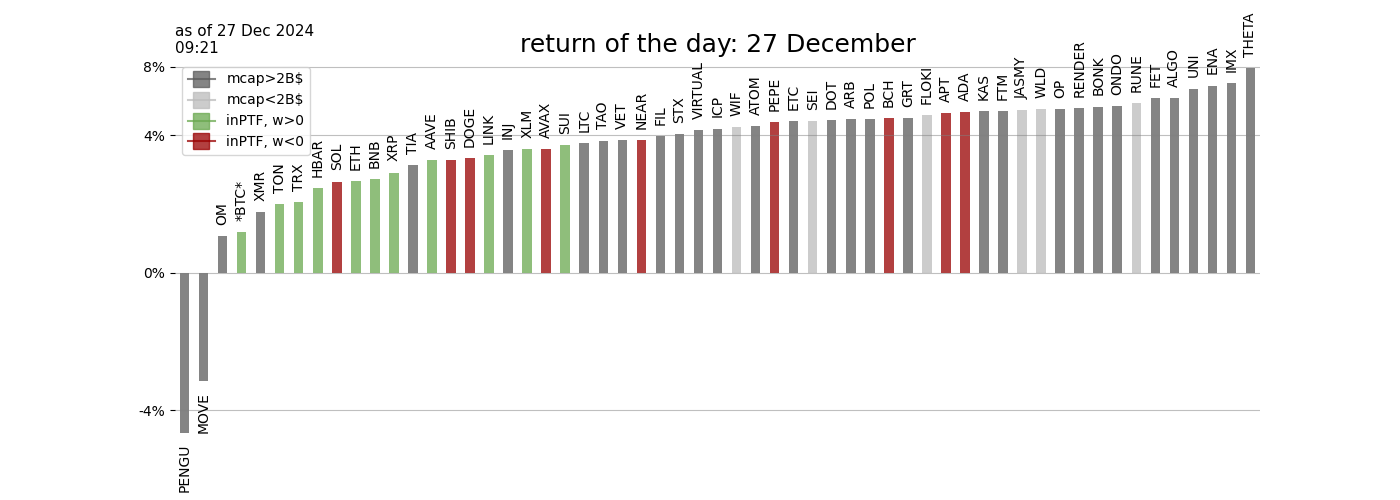 as of 27 Dec 2024
09:21
return of the day: 27 December
8%
4%
0%
-4%
mcap>2B$
mcap<2B$
inPTF, w>0
inPTF, w<0
PENGU
MOVE
OM
*BTC*
XMR
TON
TRX
HBAR
SOL
ETH
BNB
XRP
TIA
AAVE
SHIB
DOGE
LINK
INJ
XLM
AVAX
SUI
LTC
TAO
VET
NEAR
FIL
STX
VIRTUAL
ICP
WIF
ATOM
PEPE
ETC
SEI
DOT
ARB
POL
BCH
GRT
FLOKI
APT
ADA
KAS
FTM
JASMY
WLD
OP
RENDER
BONK
ONDO
RUNE
FET
ALGO
UNI
ENA
IMX
THETA